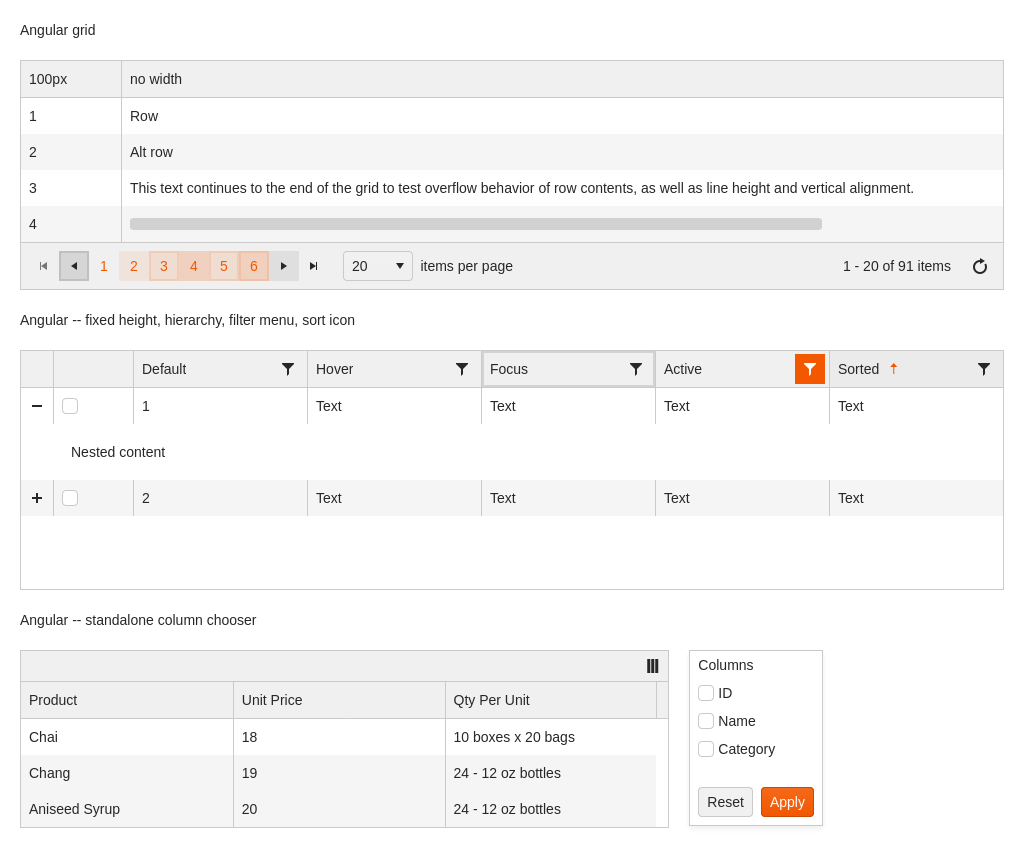 Angular grid
100px no width
1 Row
2 Alt row
3 This text continues to the end of the grid to test overflow behavior of row contents, as well as line height and vertical alignment.
4
1 2 3 4 5 6 20 items per page 1 - 20 of 91 items
Angular -- fixed height, hierarchy, filter menu, sort icon
Default Hover Focus Active Sorted
1 Text Text Text Text
Nested content
2 Text Text Text Text
Angular -- standalone column chooser
Product Unit Price Qty Per Unit
Chai 18 10 boxes x 20 bags
Chang 19 24 - 12 oz bottles
Aniseed Syrup 20 24 - 12 oz bottles
Columns
ID
Name
Category
Reset Apply